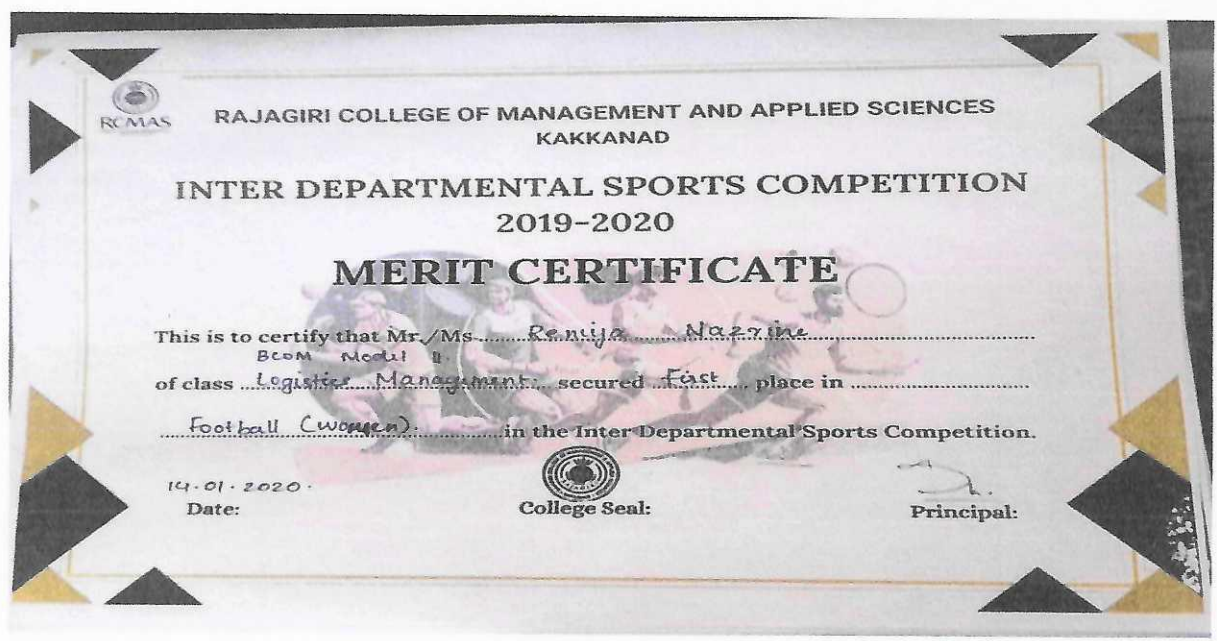 RCMAS
RAJAGIRI COLLEGE OF MANAGEMENT AND APPLIED SCIENCES
KAKKANAD
INTER DEPARTMENTAL SPORTS COMPETITION
2019-2020
MERIT CERTIFICATE
This is to certify that Mr./Ms. Remija Nazrine
BCOM Model II
of class Logistics Management. secured First place in
Football (women). in the Inter Departmental Sports Competition.
14.01.2020.
Date: College Seal: Principal: